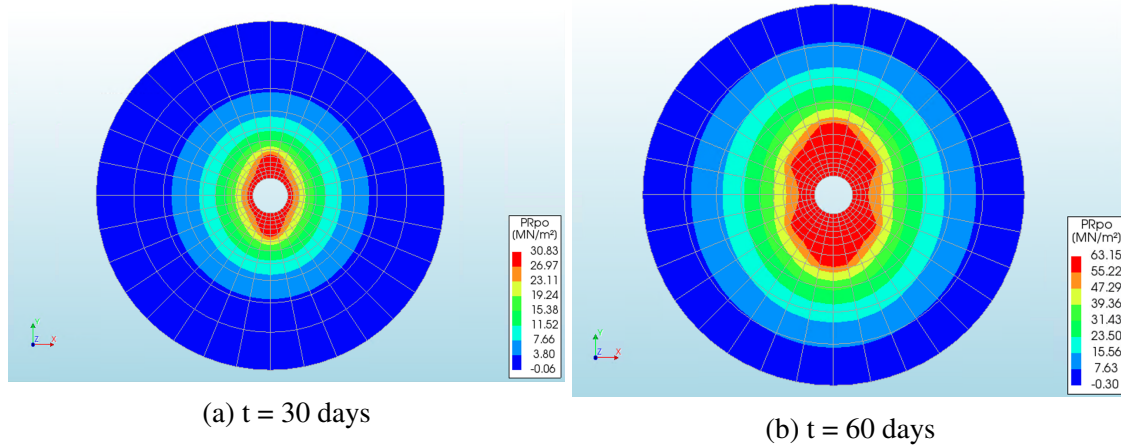 PRpo
(MN/m²)
30.83
26.97
23.11
19.24
15.38
11.52
7.66
3.80
-0.06
Y
Z
X
(a) t = 30 days
PRpo
(MN/m²)
63.15
55.22
47.29
39.36
31.43
23.50
15.56
7.63
-0.30
Y
Z
X
(b) t = 60 days